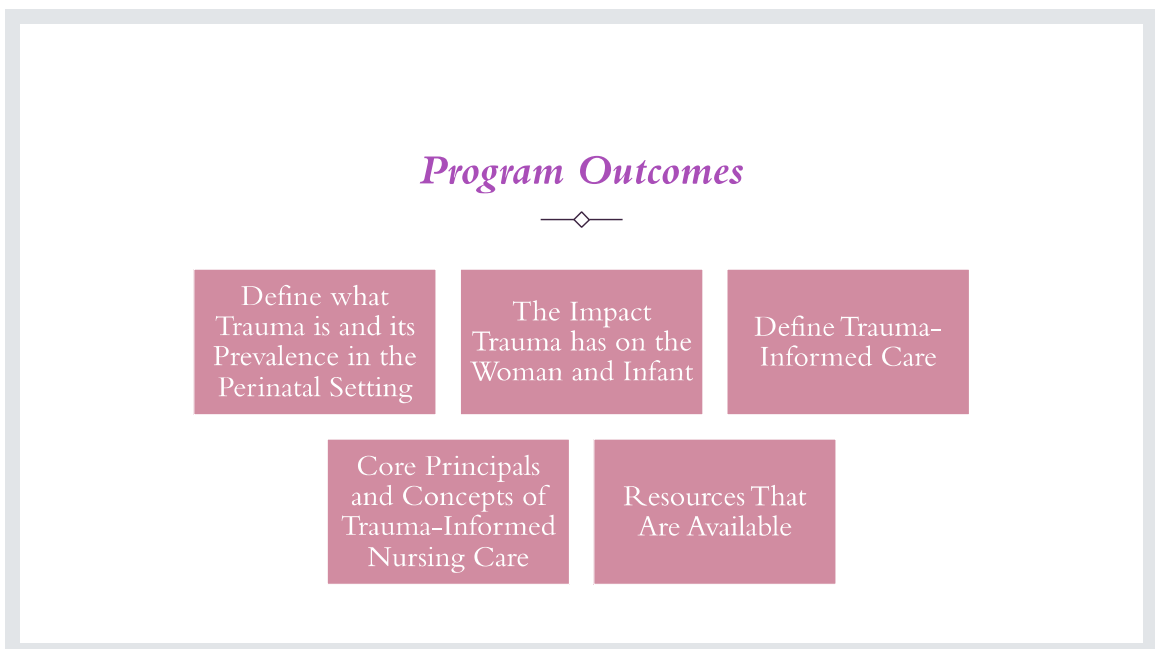 Program Outcomes
Define what
Trauma is and its
Prevalence in the
Perinatal Setting
The Impact
Trauma has on the
Woman and Infant
Define Trauma-
Informed Care
Core Principals
and Concepts of
Trauma-Informed
Nursing Care
Resources That
Are Available